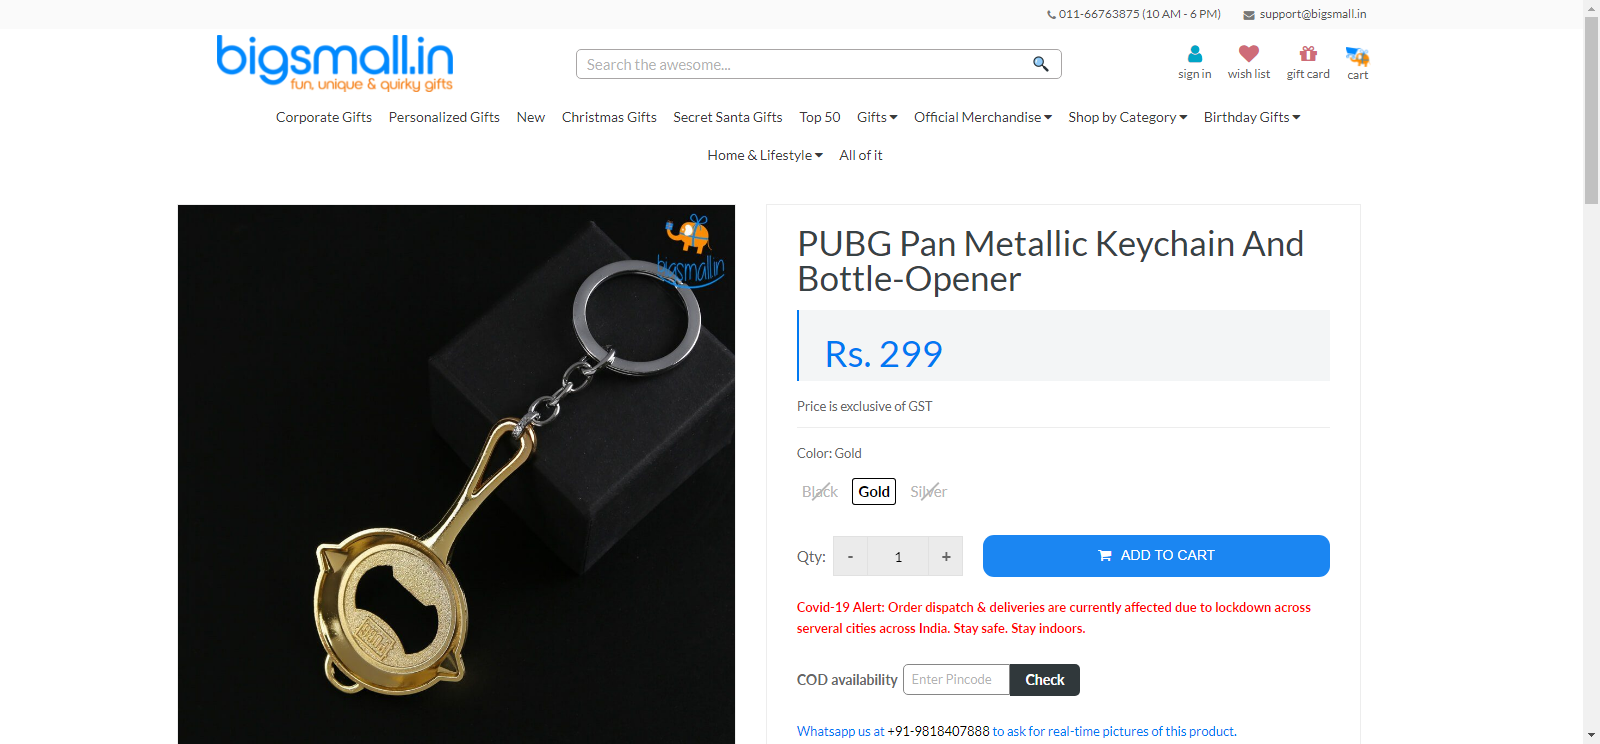 011-66763875 (10 AM - 6 PM) support@bigsmall.in
bigsmall.in
fun, unique & quirky gifts
Search the awesome...
sign in wish list gift card cart
Corporate Gifts Personalized Gifts New Christmas Gifts Secret Santa Gifts Top 50 Gifts Official Merchandise Shop by Category Birthday Gifts
Home & Lifestyle All of it
bigsmall.in
PUBG Pan Metallic Keychain And
Bottle-Opener
Rs. 299
Price is exclusive of GST
Color: Gold
Black Gold Silver
Qty: - 1 + ADD TO CART
Covid-19 Alert: Order dispatch & deliveries are currently affected due to lockdown across
serveral cities across India. Stay safe. Stay indoors.
COD availability Enter Pincode Check
Whatsapp us at +91-9818407888 to ask for real-time pictures of this product.